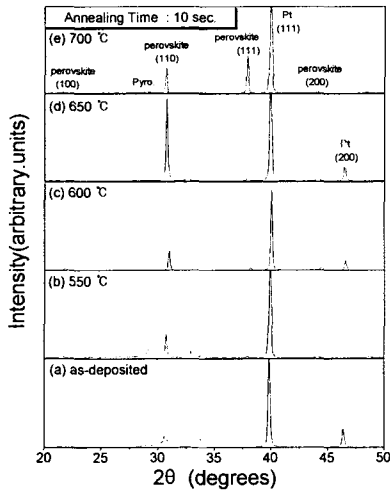 Annealing Time : 10 sec.
(e) 700 ℃
Pt
(111)
perovskite
(111)
perovskite
(110)
perovskite
(100)
Pyro.
perovskite
(200)
(d) 650 ℃
Pt
(200)
(c) 600 ℃
(b) 550 ℃
(a) as-deposited
Intensity(arbitrary.units)
20 25 30 35 40 45 50
2θ (degrees)